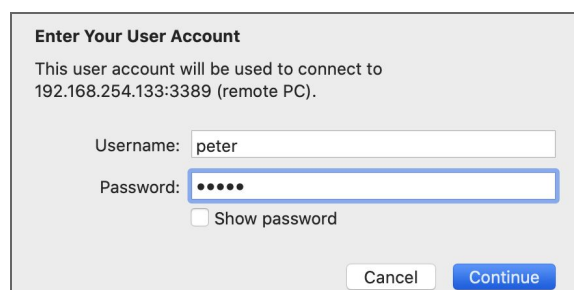 Enter Your User Account
This user account will be used to connect to
192.168.254.133:3389 (remote PC).
Username: peter
Password: •••••
Show password
Cancel Continue